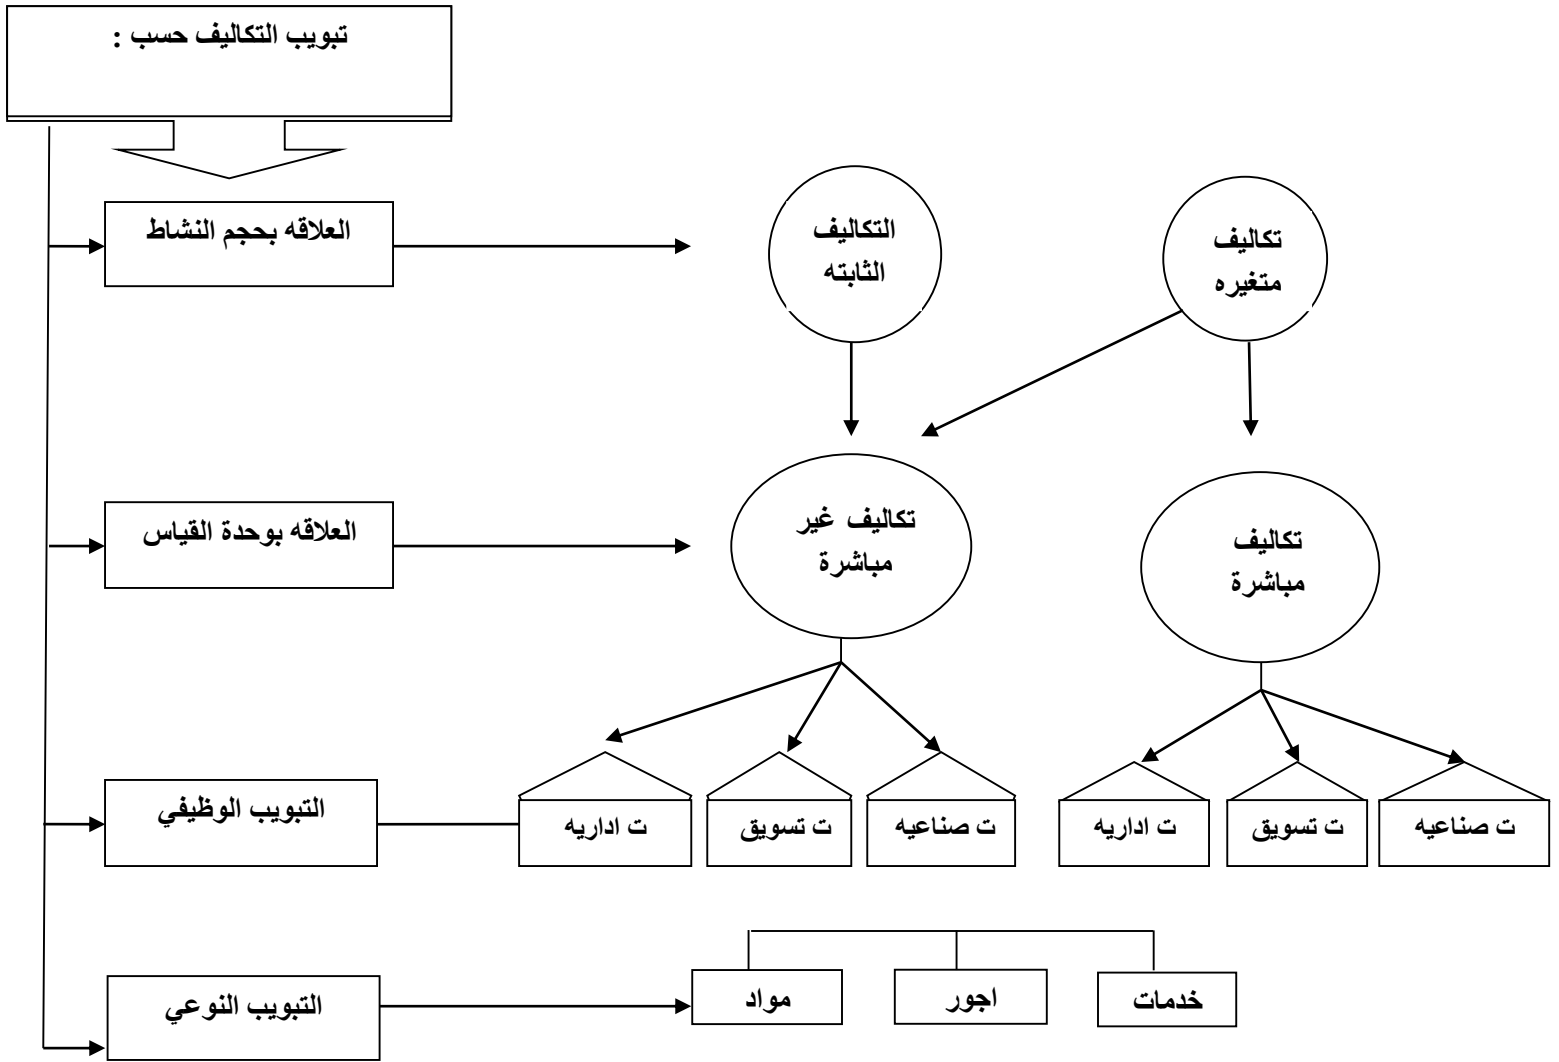 تبويب التكاليف حسب :
العلاقه بحجم النشاط
التكاليف
الثابته
تكاليف
متغيره
العلاقه بوحدة القياس
تكاليف غير
مباشرة
تكاليف
مباشرة
التبويب الوظيفي
ت اداريه
ت تسويق
ت صناعيه
ت اداريه
ت تسويق
ت صناعيه
التبويب النوعي
مواد
اجور
خدمات